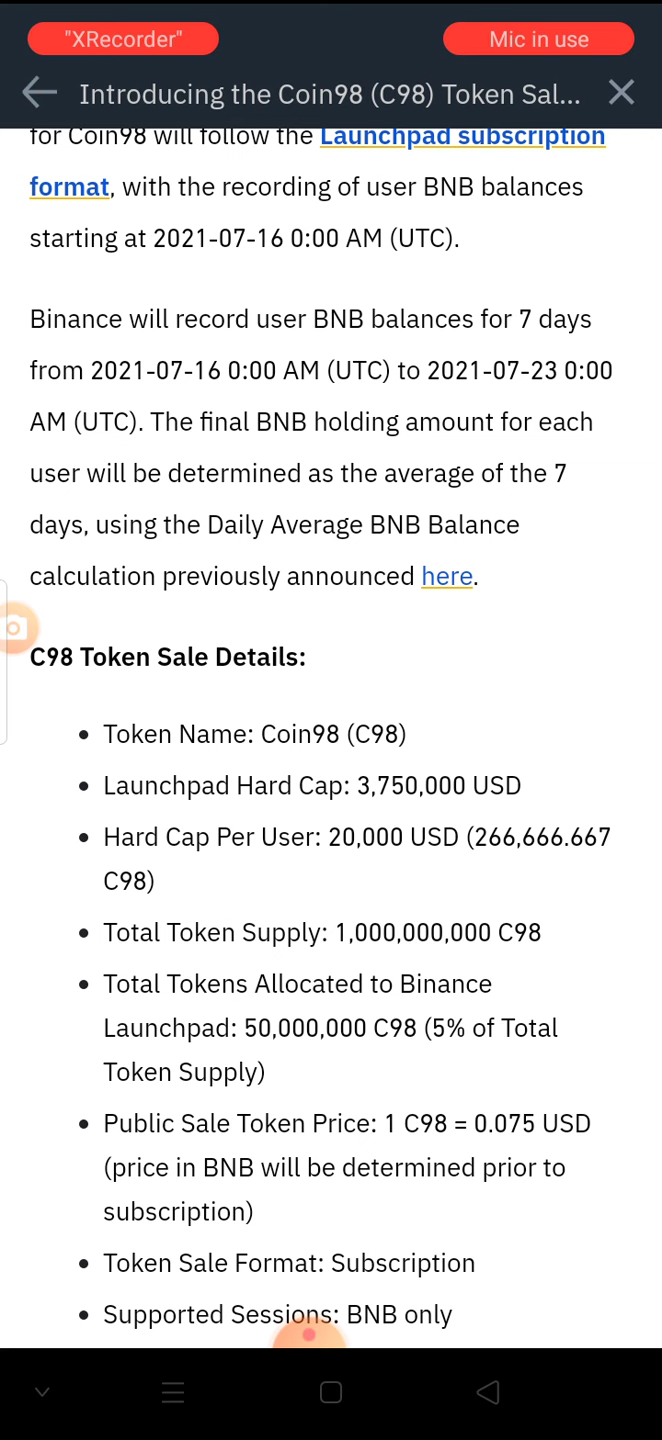 "XRecorder"
Mic in use
Introducing the Coin98 (C98) Token Sal...
for Coin98 will follow the Launchpad subscription
format, with the recording of user BNB balances
starting at 2021-07-16 0:00 AM (UTC).
Binance will record user BNB balances for 7 days
from 2021-07-16 0:00 AM (UTC) to 2021-07-23 0:00
AM (UTC). The final BNB holding amount for each
user will be determined as the average of the 7
days, using the Daily Average BNB Balance
calculation previously announced here.
C98 Token Sale Details:
• Token Name: Coin98 (C98)
• Launchpad Hard Cap: 3,750,000 USD
• Hard Cap Per User: 20,000 USD (266,666.667
C98)
• Total Token Supply: 1,000,000,000 C98
• Total Tokens Allocated to Binance
Launchpad: 50,000,000 C98 (5% of Total
Token Supply)
• Public Sale Token Price: 1 C98 = 0.075 USD
(price in BNB will be determined prior to
subscription)
• Token Sale Format: Subscription
• Supported Sessions: BNB only